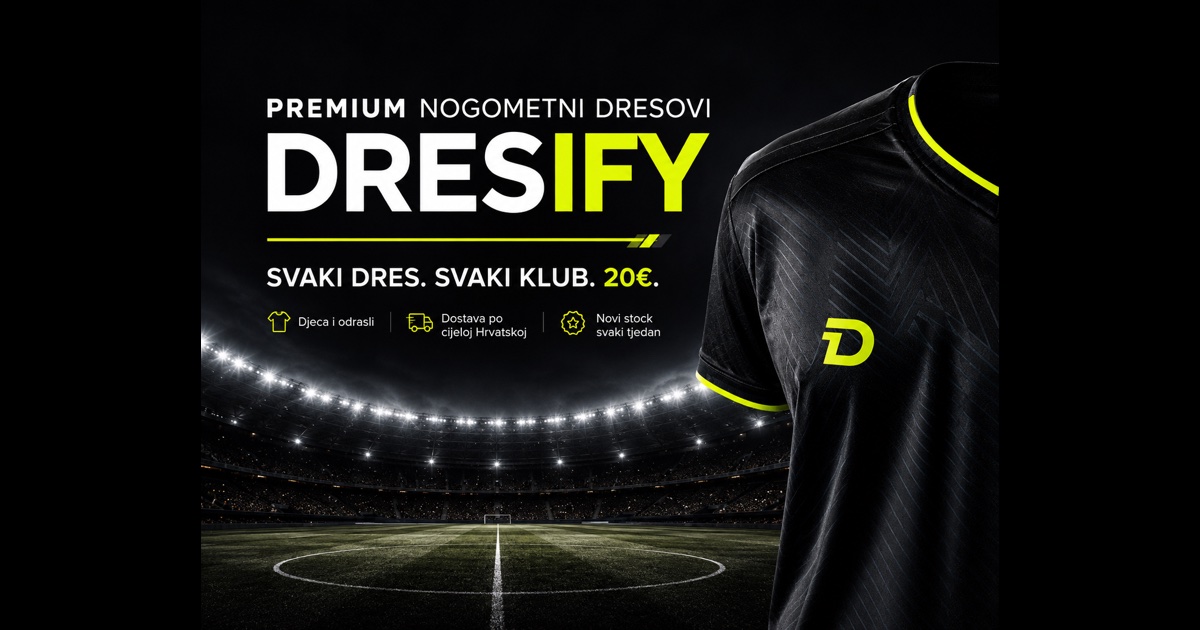 PREMIUM NOGOMETNI DRESOVI
DRESIFY
SVAKI DRES. SVAKI KLUB. 20€.
Djeca i odrasli
Dostava po
cijeloj Hrvatskoj
Novi stock
svaki tjedan
D